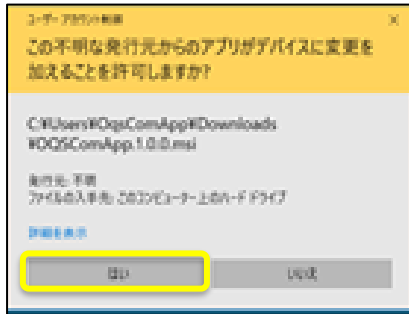 ユーザー アカウント制御
×
この不明な発行元からのアプリがデバイスに変更を
加えることを許可しますか?
C:¥Users¥OqsComApp¥Downloads
¥OQSComApp.1.0.0.msi
発行元: 不明
ファイルの入手先: このコンピューター上のハード ドライブ
詳細を表示
はい
いいえ